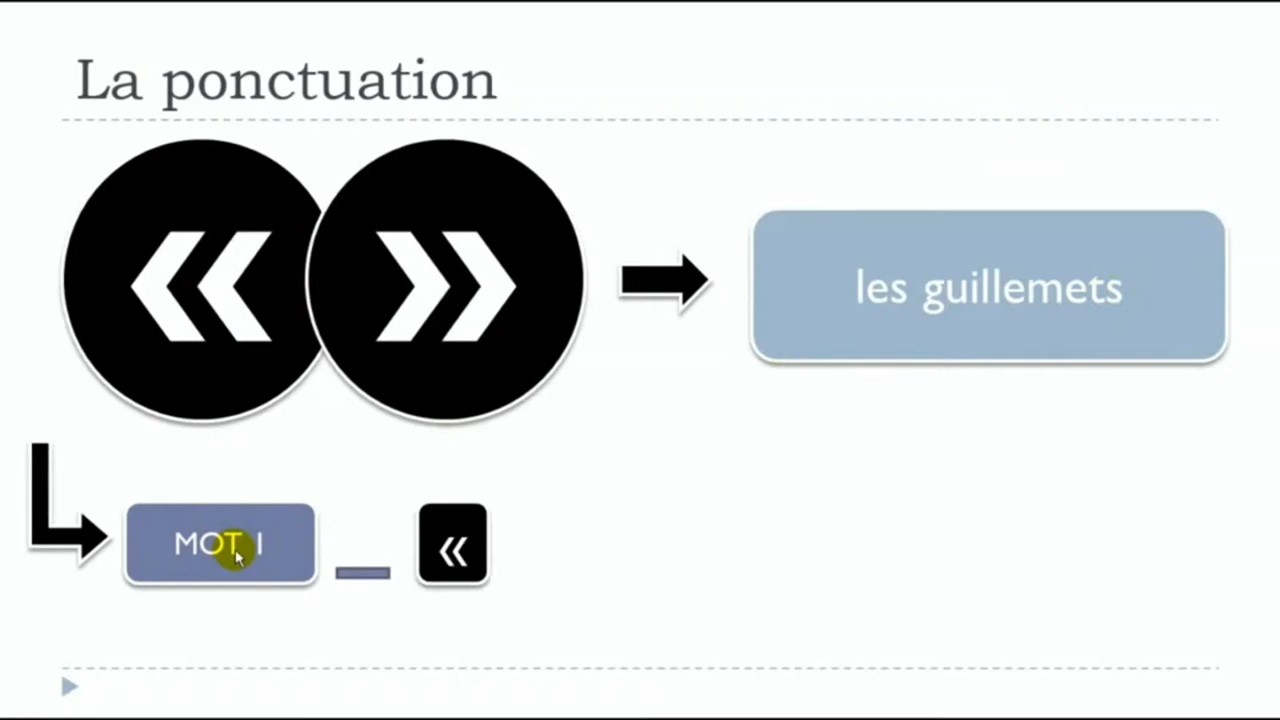 La ponctuation
« »
les guillemets
MOT 1
_ «